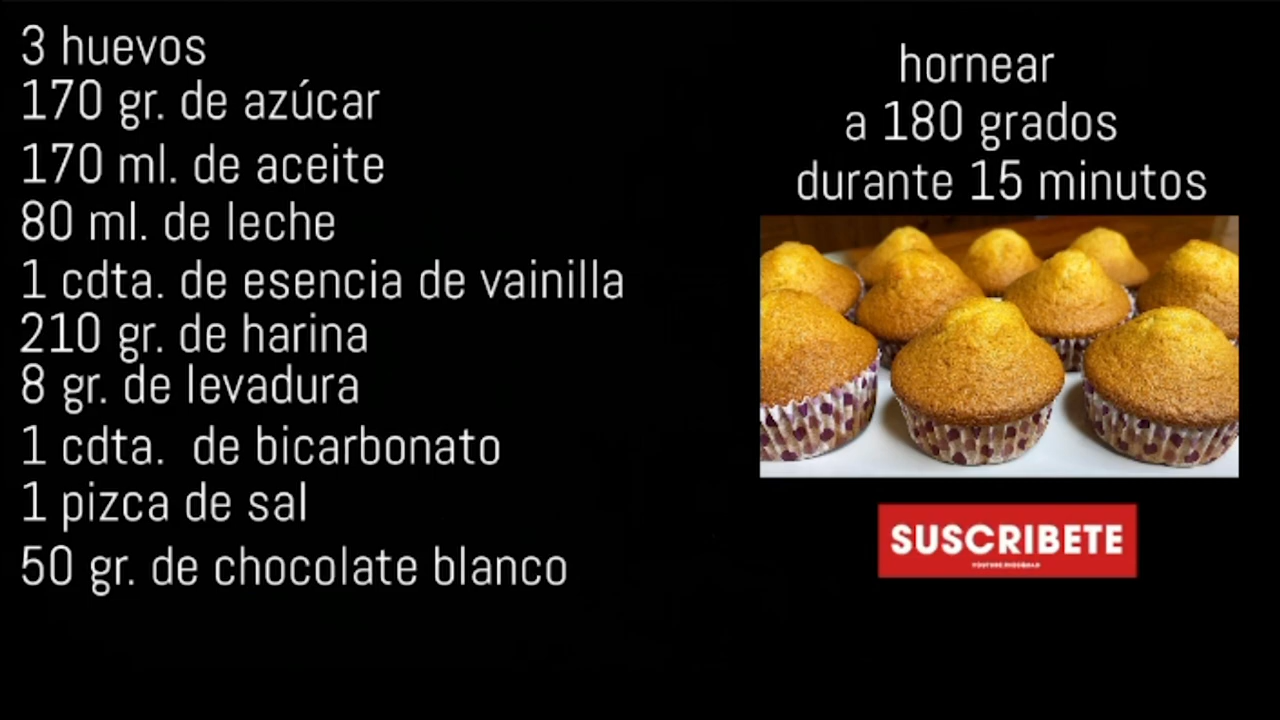 3 huevos
170 gr. de azúcar
170 ml. de aceite
80 ml. de leche
1 cdta. de esencia de vainilla
210 gr. de harina
8 gr. de levadura
1 cdta. de bicarbonato
1 pizca de sal
50 gr. de chocolate blanco
hornear
a 180 grados
durante 15 minutos
SUSCRIBETE